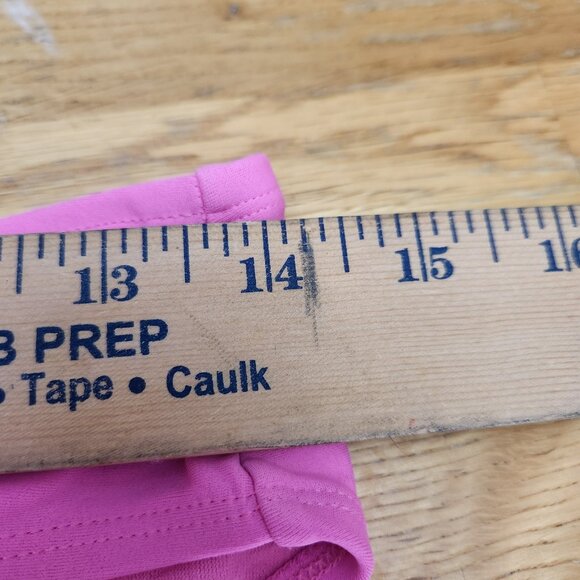 13 14 15 16
B PREP
Tape • Caulk